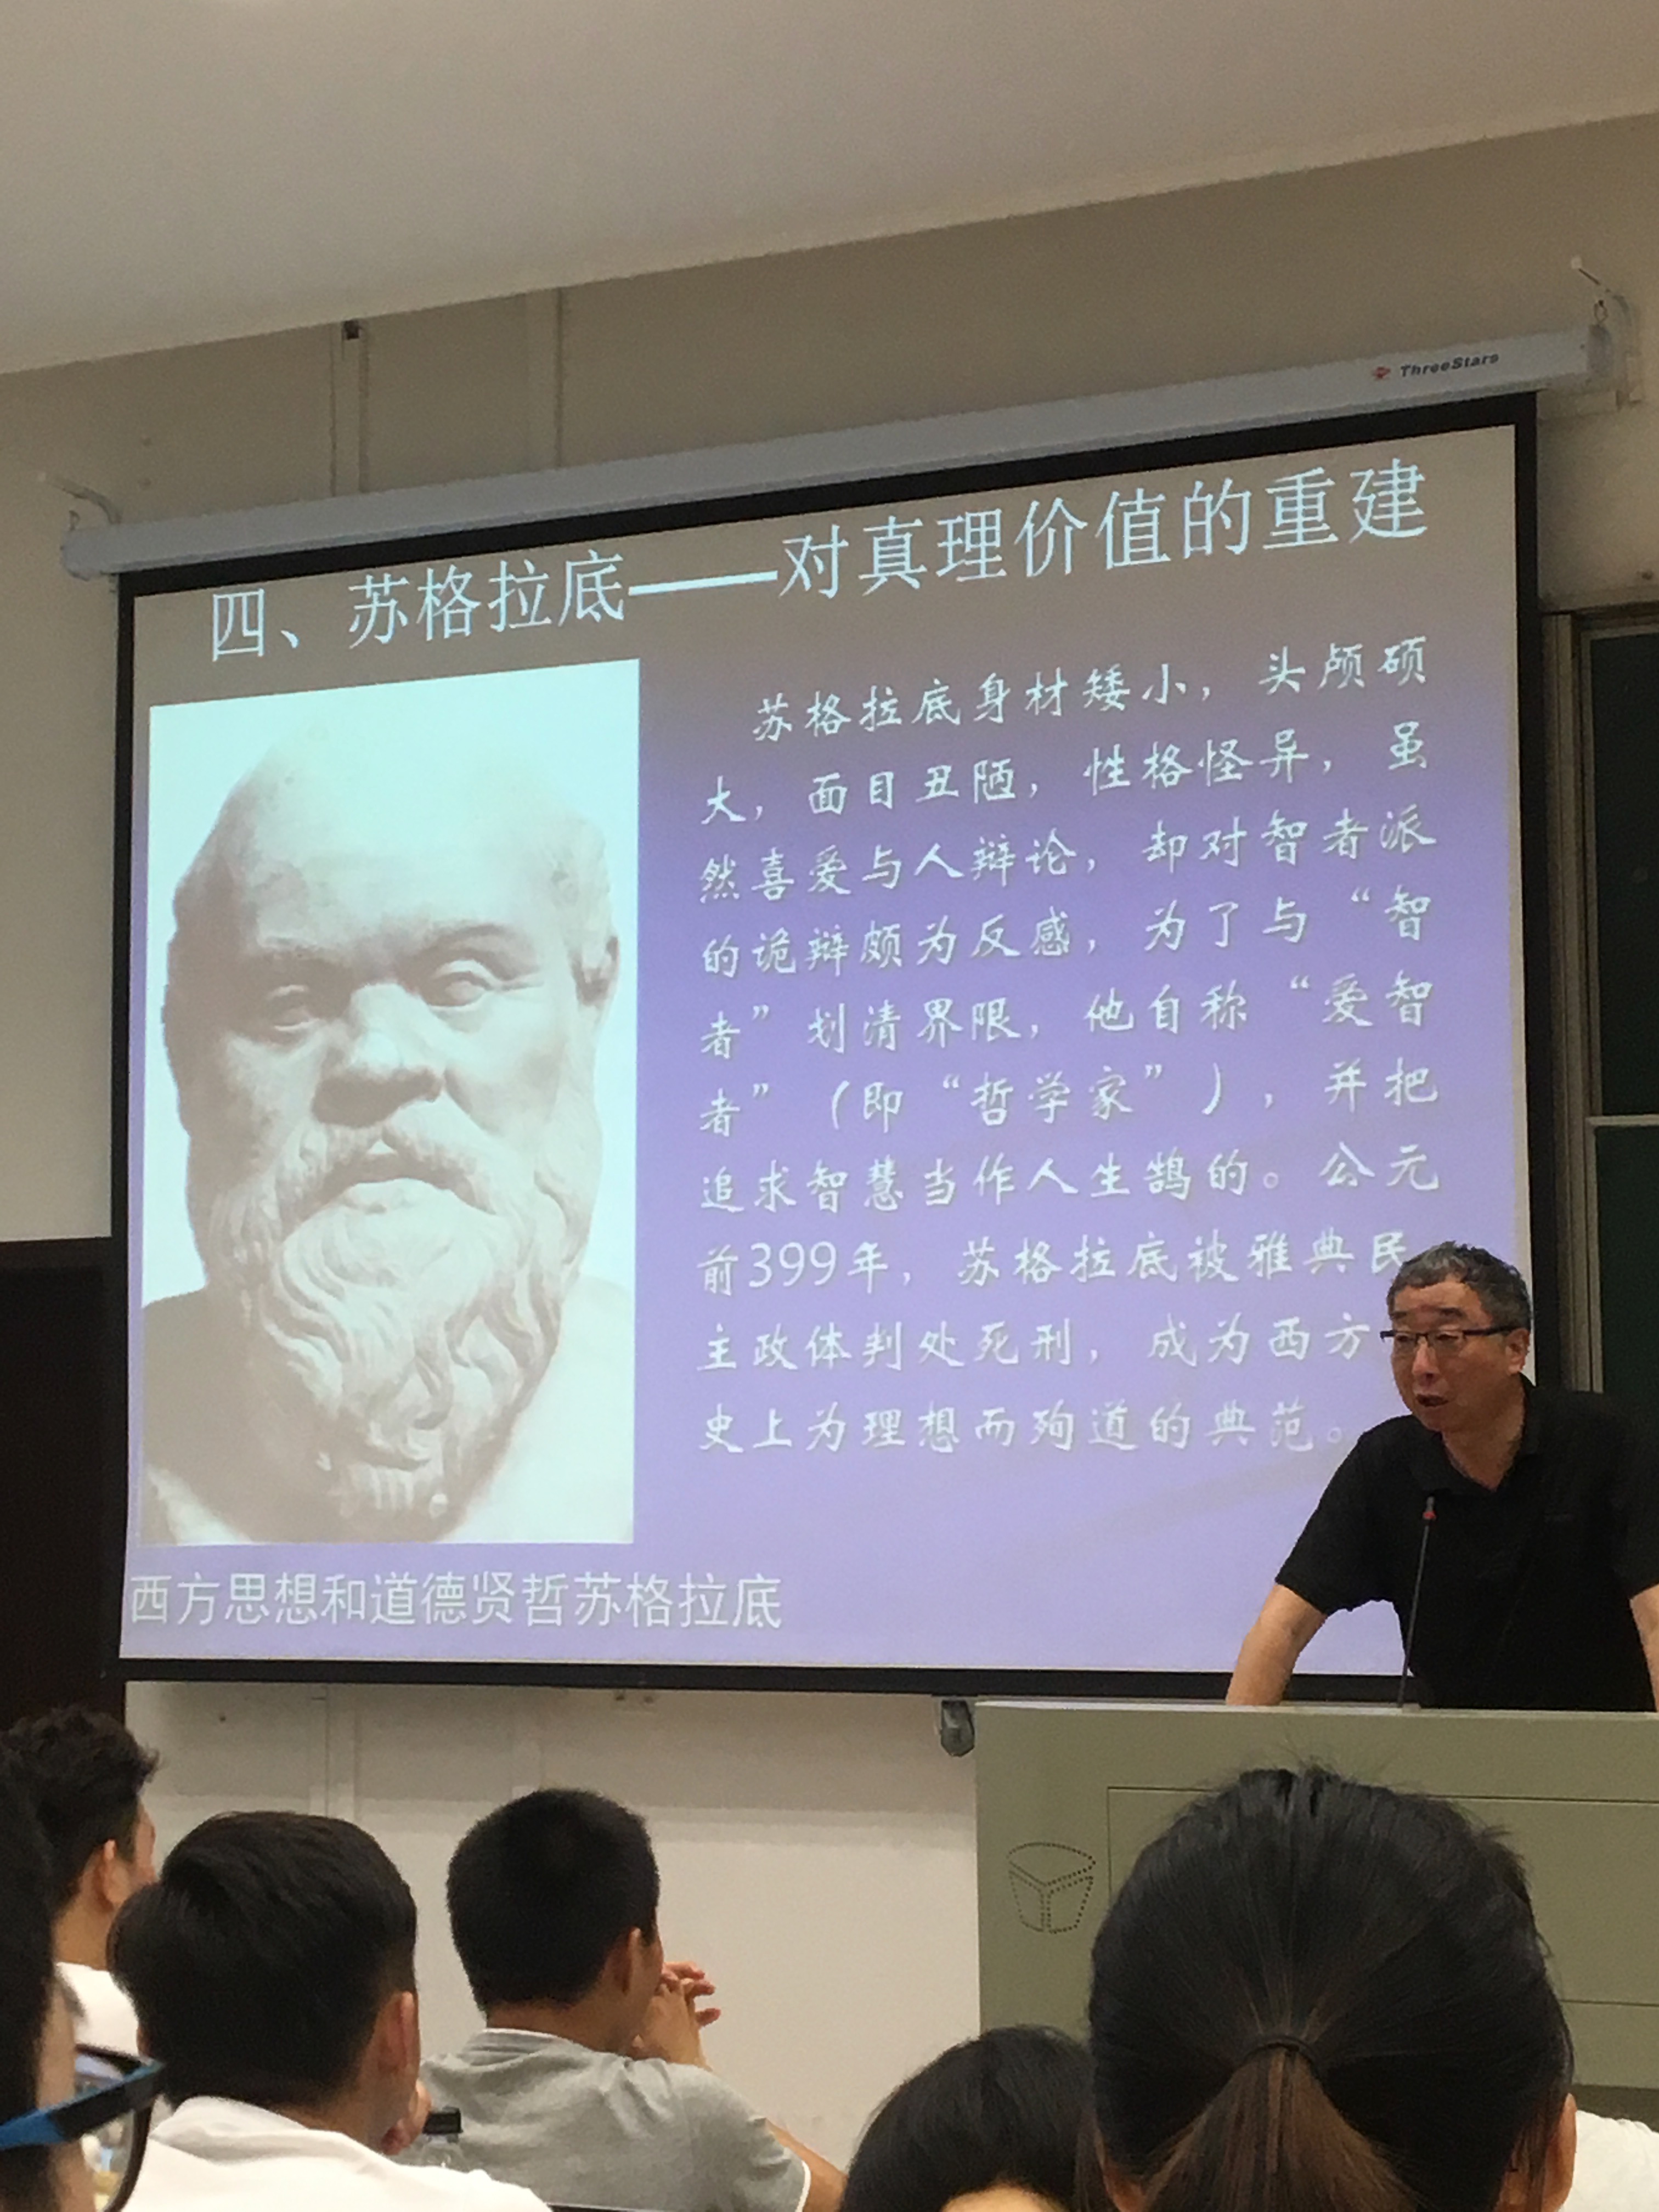 ThreeStars
四、苏格拉底——对真理价值的重建
苏格拉底身材矮小，头颅硕
大，面目丑陋，性格怪异，虽
然喜爱与人辩论，却对智者派
的诡辩颇为反感，为了与“智
者”划清界限，他自称“爱智
者”（即“哲学家”），并把
追求智慧当作人生鹄的。公元
前399年，苏格拉底被雅典民
主政体判处死刑，成为西方
史上为理想而殉道的典范。
西方思想和道德贤哲苏格拉底